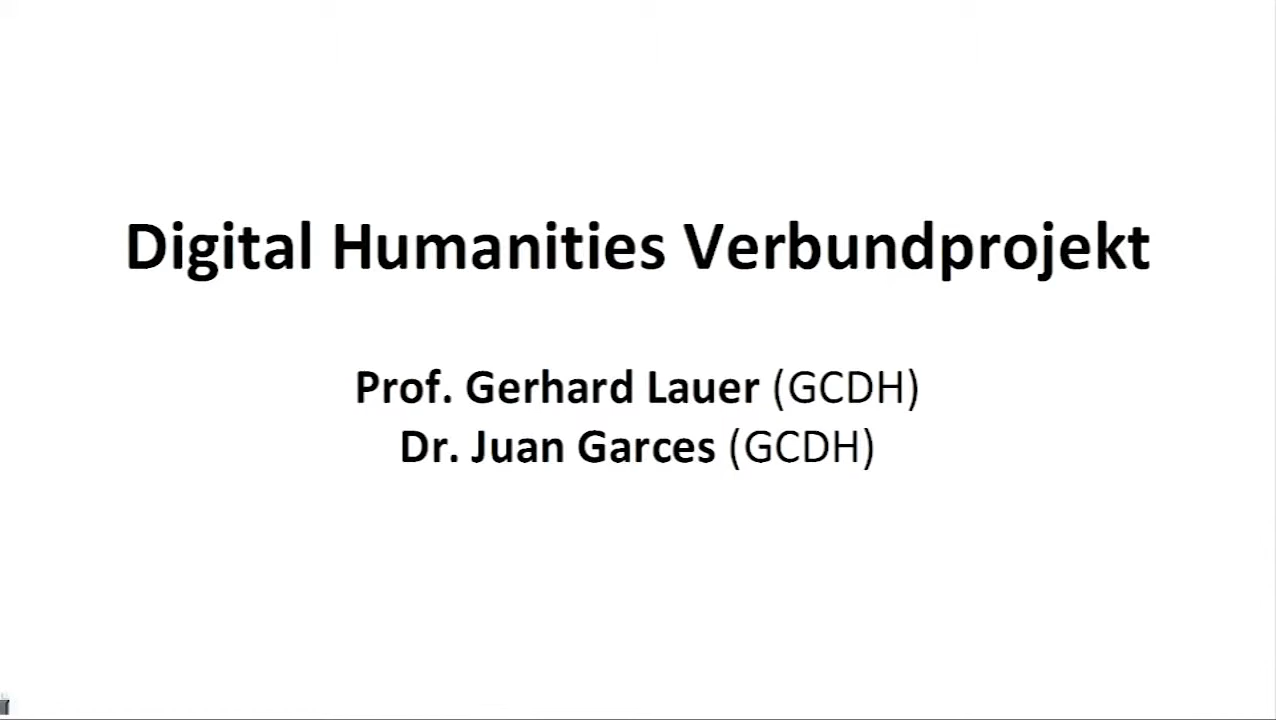 Digital Humanities Verbundprojekt
Prof. Gerhard Lauer (GCDH)
Dr. Juan Garces (GCDH)